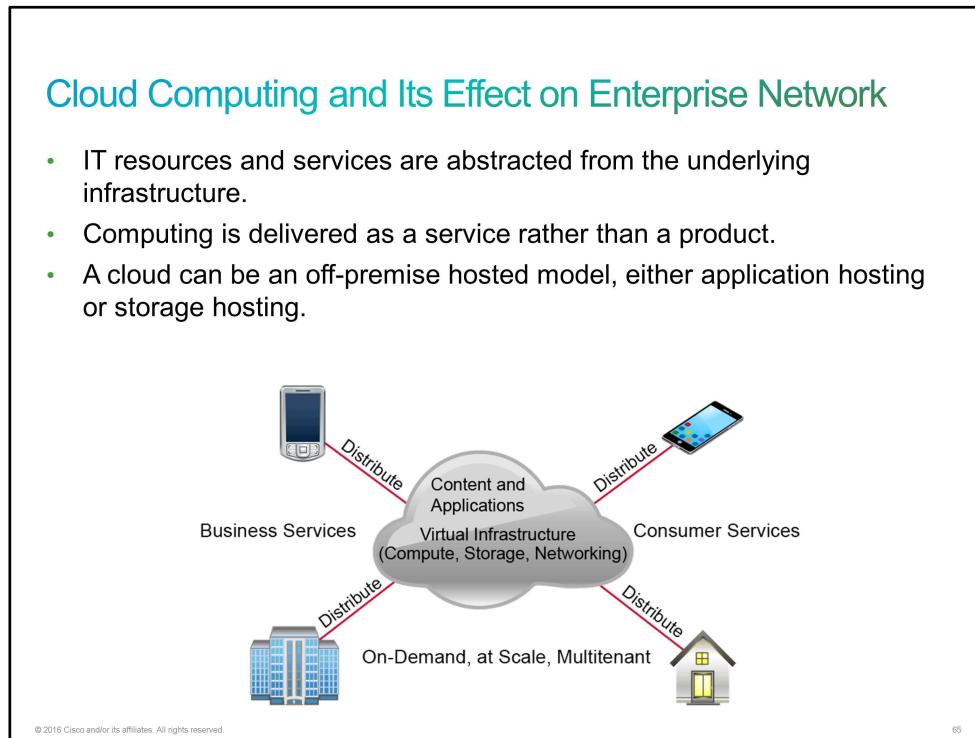 Cloud Computing and Its Effect on Enterprise Network
• IT resources and services are abstracted from the underlying
infrastructure.
• Computing is delivered as a service rather than a product.
• A cloud can be an off-premise hosted model, either application hosting
or storage hosting.
Distribute
Distribute
Content and
Applications
Business Services
Virtual Infrastructure
(Compute, Storage, Networking)
Consumer Services
Distribute
Distribute
On-Demand, at Scale, Multitenant
© 2016 Cisco and/or its affiliates. All rights reserved.
65